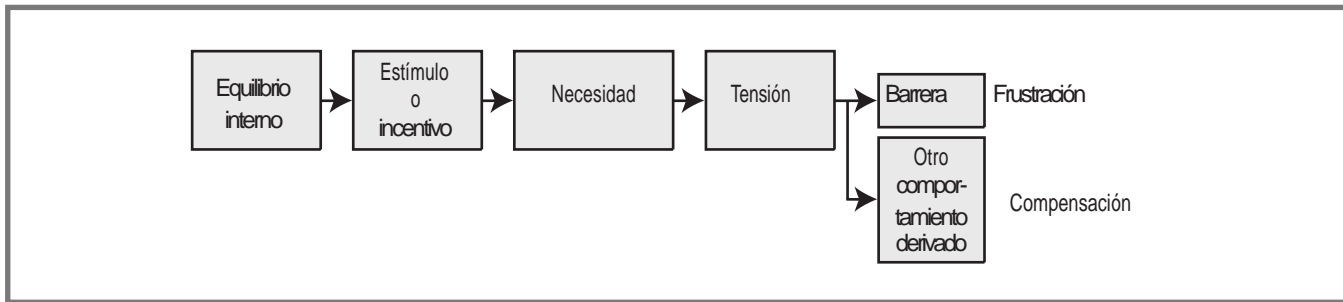 Equilibrio
interno
Estímulo
o
incentivo
Necesidad
Tensión
Barrera
Frustración
Otro
compor-
tamiento
derivado
Compensación